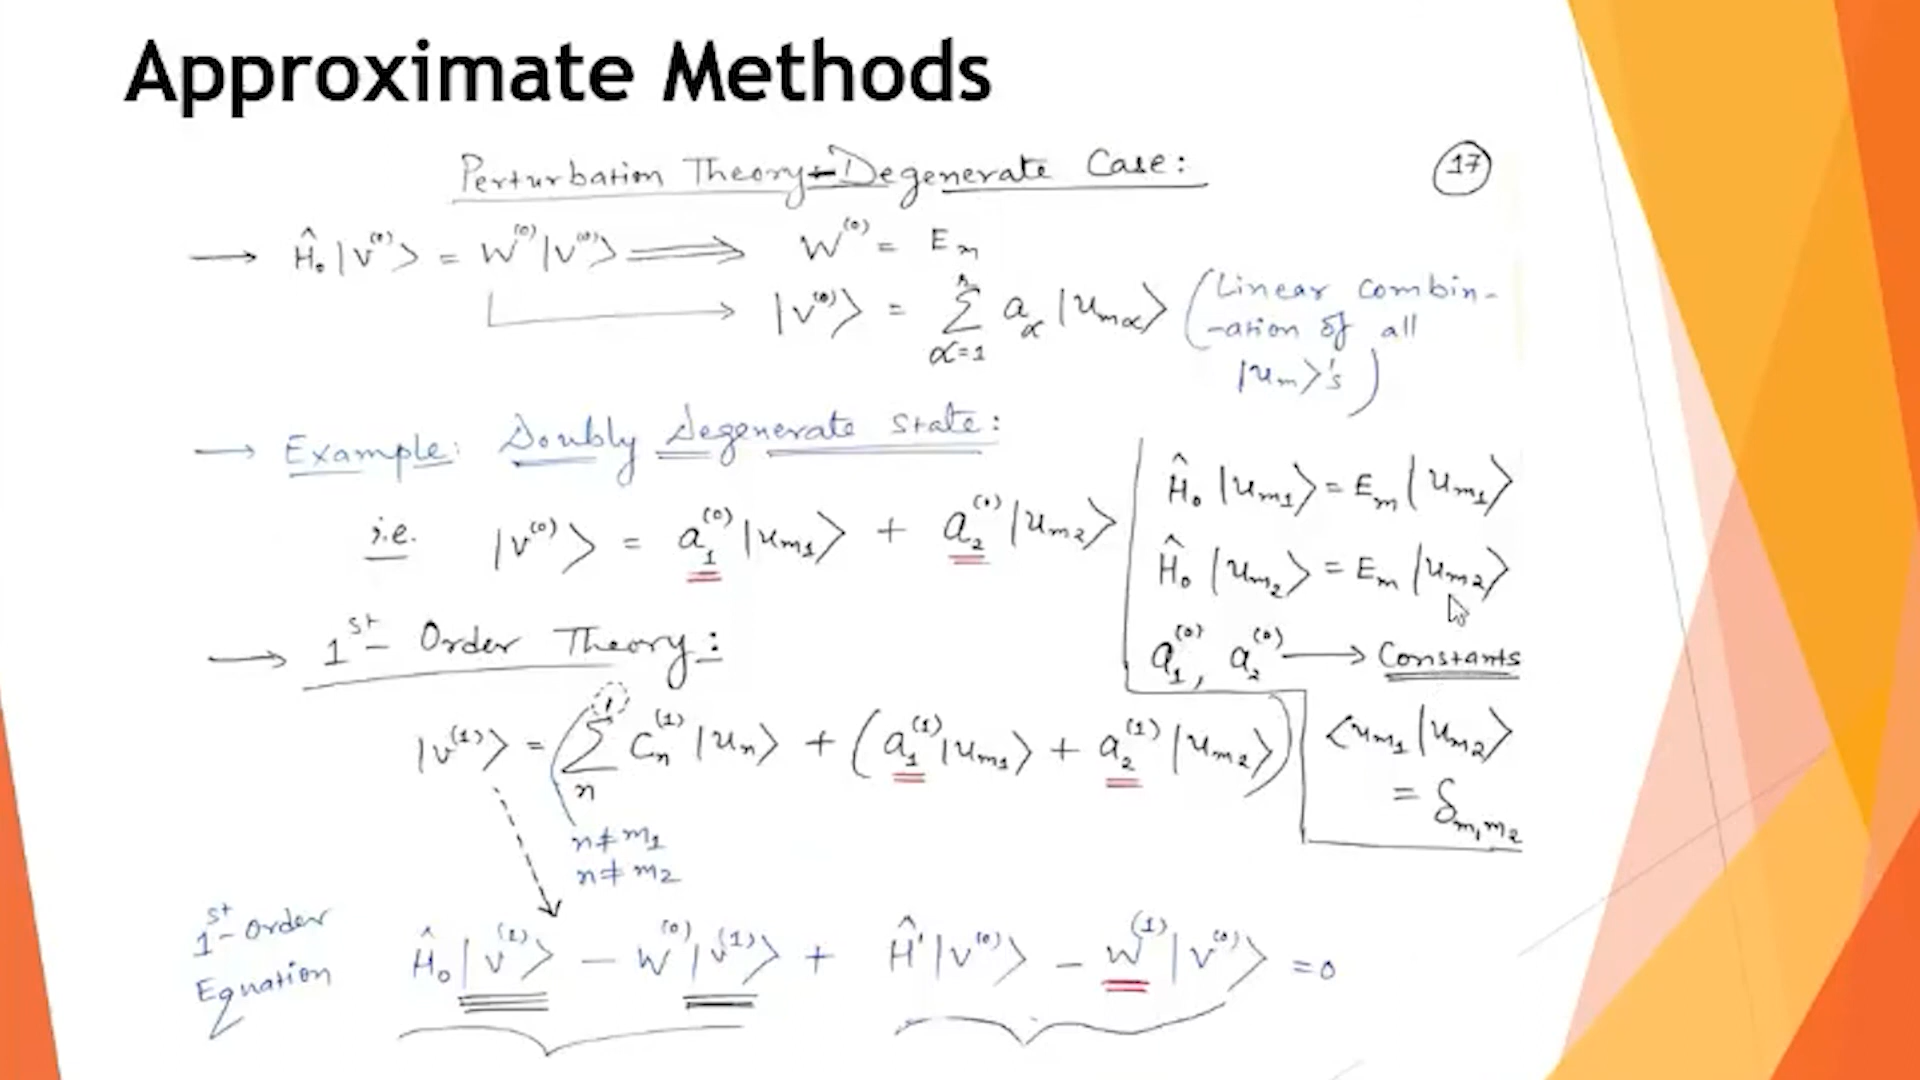 Approximate Methods
Perturbation Theory - Degenerate Case:
17
→ Ĥ₀|v⁽⁰⁾⟩ = W⁽⁰⁾|v⁽⁰⁾⟩ ⟹ W⁽⁰⁾ = Eₘ
|v⁽⁰⁾⟩ = Σ_{α=1}^{r} a_α |u_{mα}⟩ (Linear combin-
-ation of all
|uₘ⟩'s)
→ Example: Doubly Degenerate State:
i.e. |v⁽⁰⁾⟩ = a₁⁽⁰⁾|u_{m1}⟩ + a₂⁽⁰⁾|u_{m2}⟩
Ĥ₀|u_{m1}⟩ = Eₘ|u_{m1}⟩
Ĥ₀|u_{m2}⟩ = Eₘ|u_{m2}⟩
a₁⁽⁰⁾, a₂⁽⁰⁾ → Constants
⟨u_{m1}|u_{m2}⟩
= δ_{m1m2}
→ 1st Order Theory:
|v⁽¹⁾⟩ = (Σ'_n Cₙ⁽¹⁾|uₙ⟩ + (a₁⁽¹⁾|u_{m1}⟩ + a₂⁽¹⁾|u_{m2}⟩)
n ≠ m₁
n ≠ m₂
1st Order
Equation
Ĥ₀|v⁽¹⁾⟩ − W⁽⁰⁾|v⁽¹⁾⟩ + Ĥ'|v⁽⁰⁾⟩ − W⁽¹⁾|v⁽⁰⁾⟩ = 0